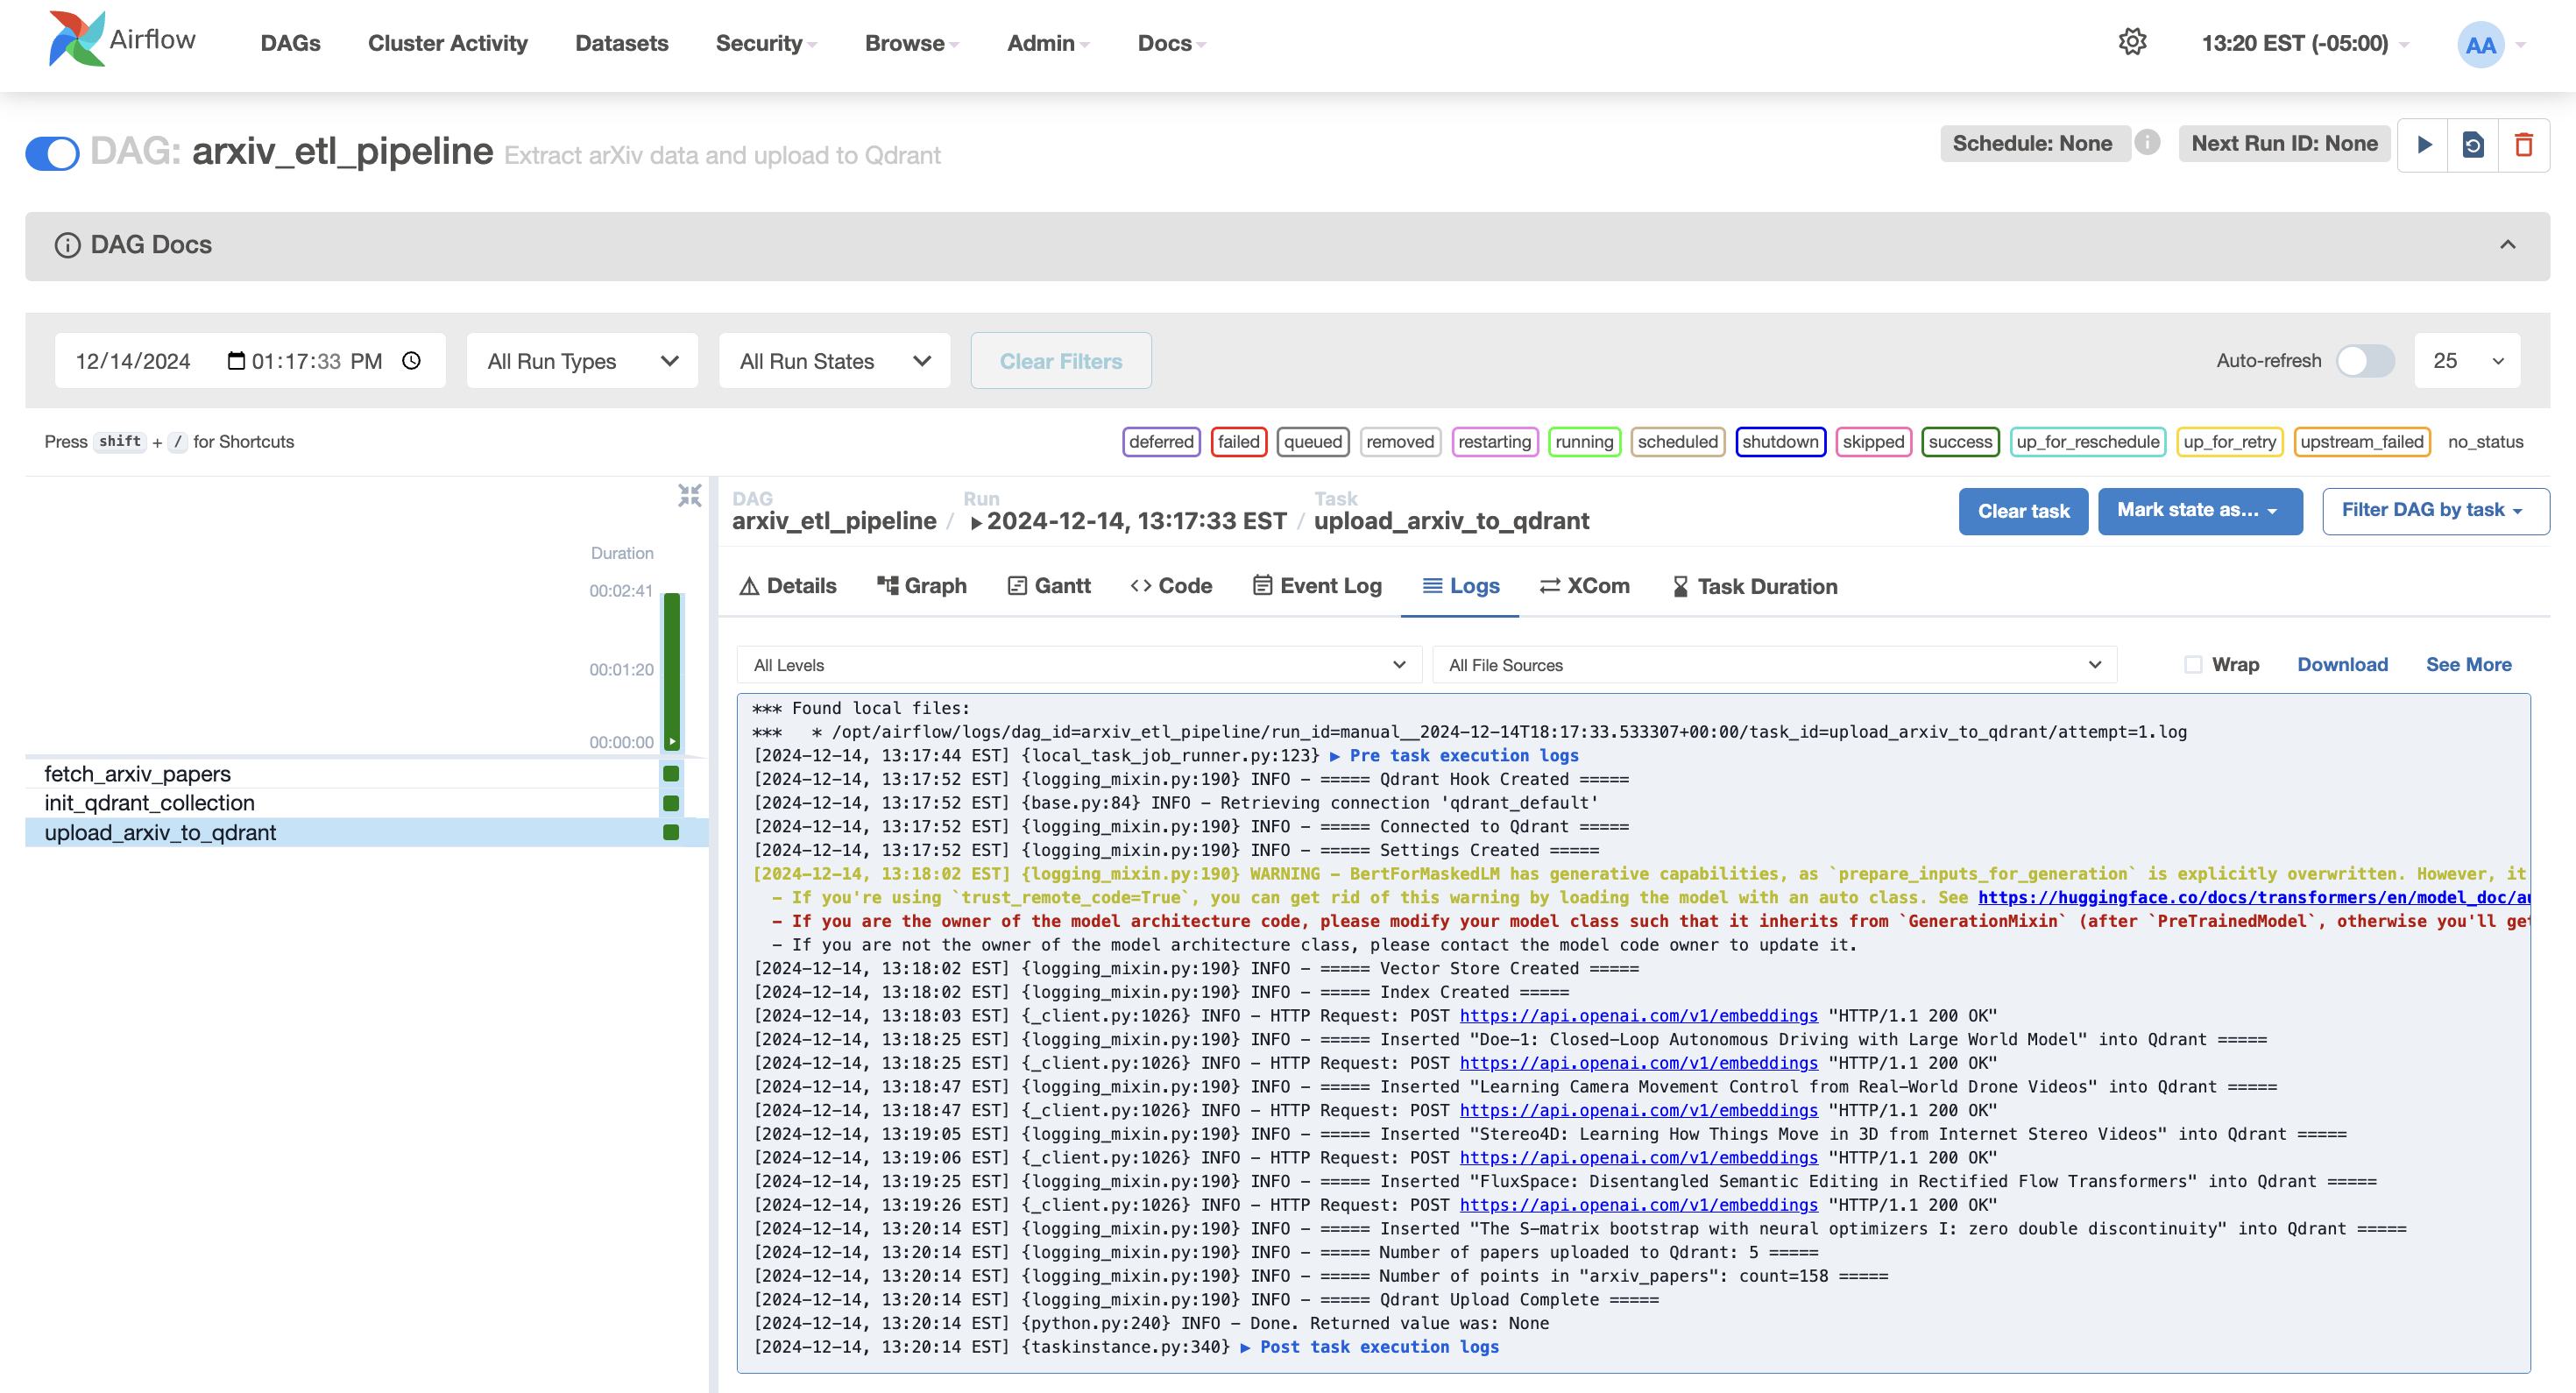 Airflow DAGs Cluster Activity Datasets Security Browse Admin Docs 13:20 EST (-05:00) AA
DAG: arxiv_etl_pipeline Extract arXiv data and upload to Qdrant Schedule: None Next Run ID: None
DAG Docs
12/14/2024 01:17:33 PM All Run Types All Run States Clear Filters Auto-refresh 25
Press shift + / for Shortcuts deferred failed queued removed restarting running scheduled shutdown skipped success up_for_reschedule up_for_retry upstream_failed no_status
Duration
00:02:41
00:01:20
00:00:00
fetch_arxiv_papers
init_qdrant_collection
upload_arxiv_to_qdrant
DAG Run Task
arxiv_etl_pipeline / 2024-12-14, 13:17:33 EST / upload_arxiv_to_qdrant
Clear task Mark state as... Filter DAG by task
Details Graph Gantt Code Event Log Logs XCom Task Duration
All Levels All File Sources Wrap Download See More
*** Found local files:
***   * /opt/airflow/logs/dag_id=arxiv_etl_pipeline/run_id=manual__2024-12-14T18:17:33.533307+00:00/task_id=upload_arxiv_to_qdrant/attempt=1.log
[2024-12-14, 13:17:44 EST] {local_task_job_runner.py:123} ▶ Pre task execution logs
[2024-12-14, 13:17:52 EST] {logging_mixin.py:190} INFO - ===== Qdrant Hook Created =====
[2024-12-14, 13:17:52 EST] {base.py:84} INFO - Retrieving connection 'qdrant_default'
[2024-12-14, 13:17:52 EST] {logging_mixin.py:190} INFO - ===== Connected to Qdrant =====
[2024-12-14, 13:17:52 EST] {logging_mixin.py:190} INFO - ===== Settings Created =====
[2024-12-14, 13:18:02 EST] {logging_mixin.py:190} WARNING - BertForMaskedLM has generative capabilities, as `prepare_inputs_for_generation` is explicitly overwritten. However, it
- If you're using `trust_remote_code=True`, you can get rid of this warning by loading the model with an auto class. See https://huggingface.co/docs/transformers/en/model_doc/au
- If you are the owner of the model architecture code, please modify your model class such that it inherits from `GenerationMixin` (after `PreTrainedModel`, otherwise you'll get
- If you are not the owner of the model architecture class, please contact the model code owner to update it.
[2024-12-14, 13:18:02 EST] {logging_mixin.py:190} INFO - ===== Vector Store Created =====
[2024-12-14, 13:18:02 EST] {logging_mixin.py:190} INFO - ===== Index Created =====
[2024-12-14, 13:18:03 EST] {_client.py:1026} INFO - HTTP Request: POST https://api.openai.com/v1/embeddings "HTTP/1.1 200 OK"
[2024-12-14, 13:18:25 EST] {logging_mixin.py:190} INFO - ===== Inserted "Doe-1: Closed-Loop Autonomous Driving with Large World Model" into Qdrant =====
[2024-12-14, 13:18:25 EST] {_client.py:1026} INFO - HTTP Request: POST https://api.openai.com/v1/embeddings "HTTP/1.1 200 OK"
[2024-12-14, 13:18:47 EST] {logging_mixin.py:190} INFO - ===== Inserted "Learning Camera Movement Control from Real-World Drone Videos" into Qdrant =====
[2024-12-14, 13:18:47 EST] {_client.py:1026} INFO - HTTP Request: POST https://api.openai.com/v1/embeddings "HTTP/1.1 200 OK"
[2024-12-14, 13:19:05 EST] {logging_mixin.py:190} INFO - ===== Inserted "Stereo4D: Learning How Things Move in 3D from Internet Stereo Videos" into Qdrant =====
[2024-12-14, 13:19:06 EST] {_client.py:1026} INFO - HTTP Request: POST https://api.openai.com/v1/embeddings "HTTP/1.1 200 OK"
[2024-12-14, 13:19:25 EST] {logging_mixin.py:190} INFO - ===== Inserted "FluxSpace: Disentangled Semantic Editing in Rectified Flow Transformers" into Qdrant =====
[2024-12-14, 13:19:26 EST] {_client.py:1026} INFO - HTTP Request: POST https://api.openai.com/v1/embeddings "HTTP/1.1 200 OK"
[2024-12-14, 13:20:14 EST] {logging_mixin.py:190} INFO - ===== Inserted "The S-matrix bootstrap with neural optimizers I: zero double discontinuity" into Qdrant =====
[2024-12-14, 13:20:14 EST] {logging_mixin.py:190} INFO - ===== Number of papers uploaded to Qdrant: 5 =====
[2024-12-14, 13:20:14 EST] {logging_mixin.py:190} INFO - ===== Number of points in "arxiv_papers": count=158 =====
[2024-12-14, 13:20:14 EST] {logging_mixin.py:190} INFO - ===== Qdrant Upload Complete =====
[2024-12-14, 13:20:14 EST] {python.py:240} INFO - Done. Returned value was: None
[2024-12-14, 13:20:14 EST] {taskinstance.py:340} ▶ Post task execution logs